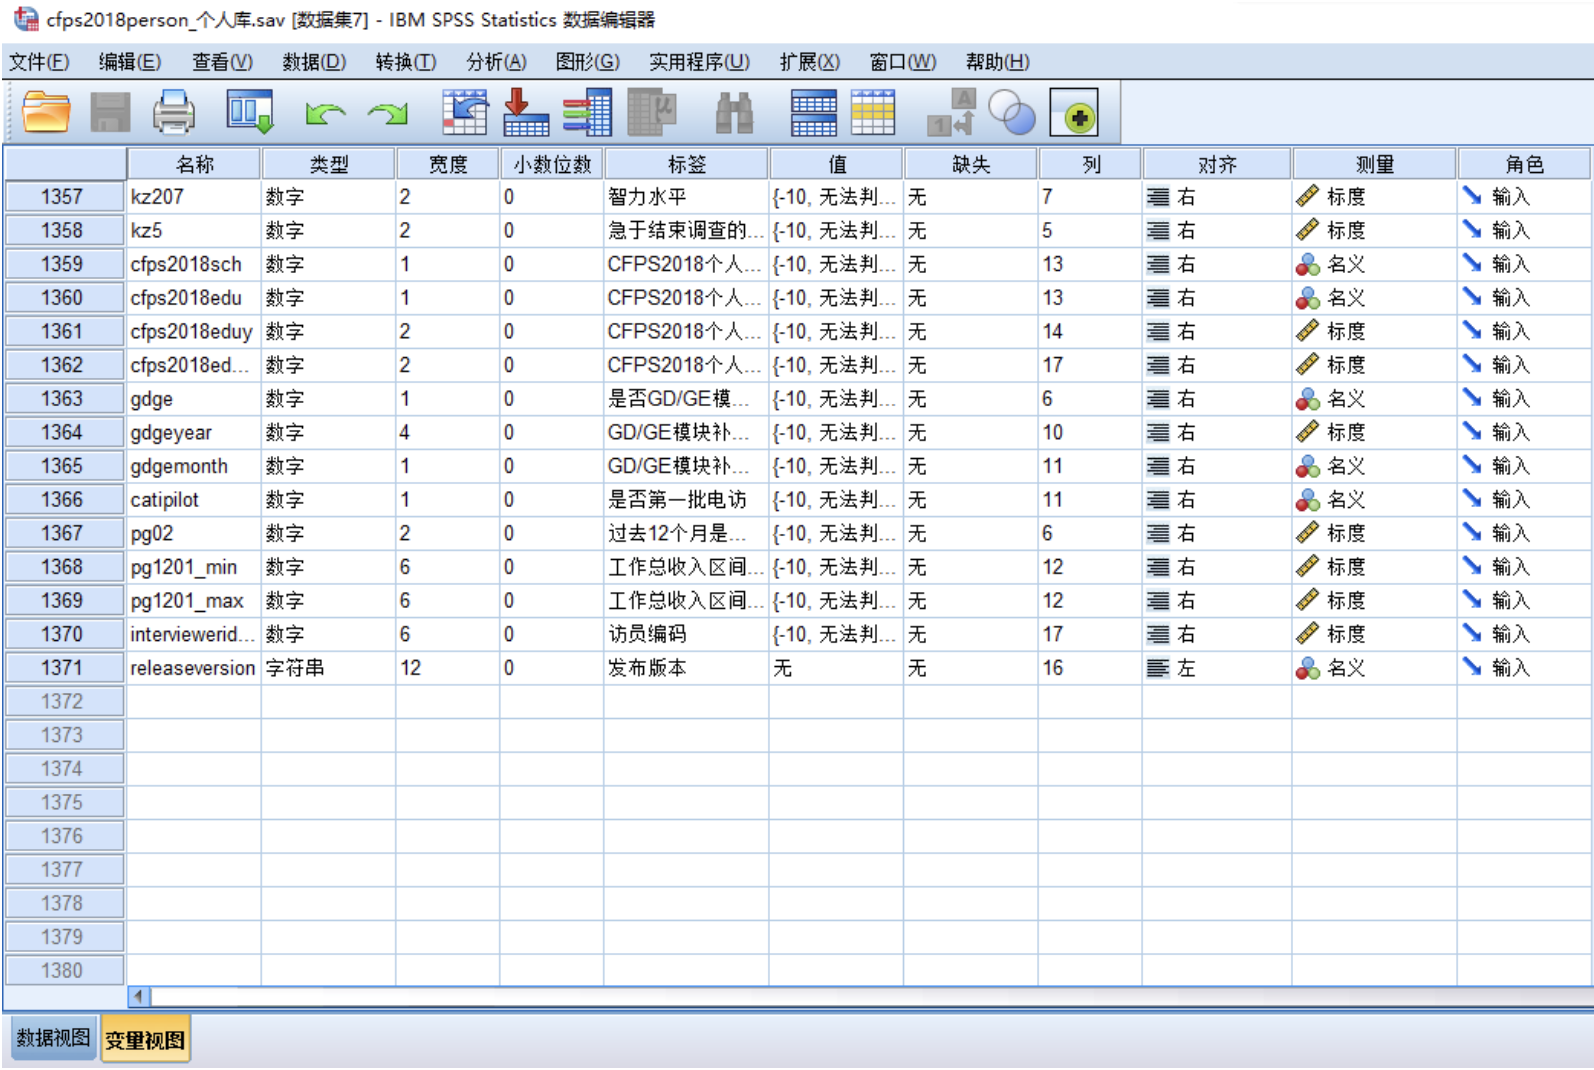 cfps2018person_个人库.sav [数据集7] - IBM SPSS Statistics 数据编辑器
文件(F) 编辑(E) 查看(V) 数据(D) 转换(T) 分析(A) 图形(G) 实用程序(U) 扩展(X) 窗口(W) 帮助(H)
名称 类型 宽度 小数位数 标签 值 缺失 列 对齐 测量 角色
1357 kz207 数字 2 0 智力水平 {-10, 无法判... 无 7 右 标度 输入
1358 kz5 数字 2 0 急于结束调查的... {-10, 无法判... 无 5 右 标度 输入
1359 cfps2018sch 数字 1 0 CFPS2018个人... {-10, 无法判... 无 13 右 名义 输入
1360 cfps2018edu 数字 1 0 CFPS2018个人... {-10, 无法判... 无 13 右 名义 输入
1361 cfps2018eduy 数字 2 0 CFPS2018个人... {-10, 无法判... 无 14 右 标度 输入
1362 cfps2018ed... 数字 2 0 CFPS2018个人... {-10, 无法判... 无 17 右 标度 输入
1363 gdge 数字 1 0 是否GD/GE模... {-10, 无法判... 无 6 右 名义 输入
1364 gdgeyear 数字 4 0 GD/GE模块补... {-10, 无法判... 无 10 右 标度 输入
1365 gdgemonth 数字 1 0 GD/GE模块补... {-10, 无法判... 无 11 右 名义 输入
1366 catipilot 数字 1 0 是否第一批电访 {-10, 无法判... 无 11 右 名义 输入
1367 pg02 数字 2 0 过去12个月是... {-10, 无法判... 无 6 右 标度 输入
1368 pg1201_min 数字 6 0 工作总收入区间... {-10, 无法判... 无 12 右 标度 输入
1369 pg1201_max 数字 6 0 工作总收入区间... {-10, 无法判... 无 12 右 标度 输入
1370 interviewerid... 数字 6 0 访员编码 {-10, 无法判... 无 17 右 标度 输入
1371 releaseversion 字符串 12 0 发布版本 无 无 16 左 名义 输入
1372
1373
1374
1375
1376
1377
1378
1379
1380
数据视图 变量视图